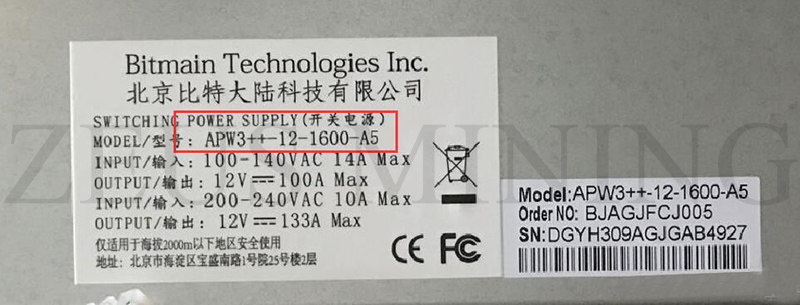 Bitmain Technologies Inc.
北京比特大陆科技有限公司
SWITCHING POWER SUPPLY(开关电源)
MODEL/型号: APW3++-12-1600-A5
INPUT/输入: 100-140VAC 14A Max
OUTPUT/输出: 12V⎓100A Max
INPUT/输入: 200-240VAC 10A Max
OUTPUT/输出: 12V⎓133A Max
仅适用于海拔2000m以下地区安全使用
地址: 北京市海淀区宝盛南路1号院25号楼2层
CE FC
Model:APW3++-12-1600-A5
Order NO: BJAGJFCJ005
SN:DGYH309AGJGAB4927
ZEUS MINING